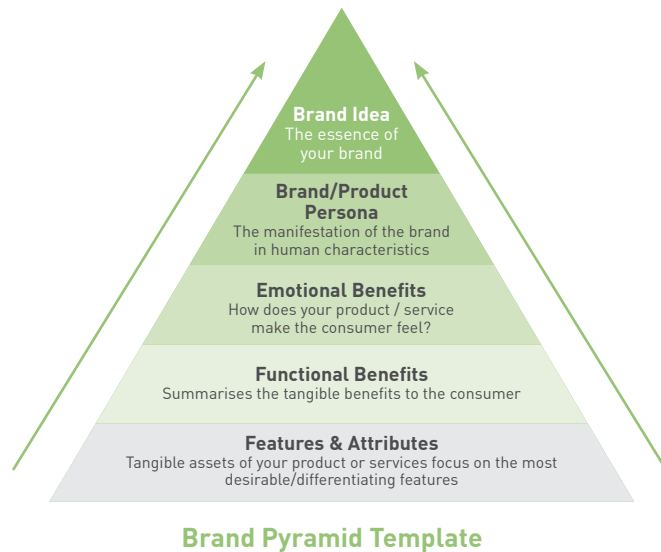 Brand Idea
The essence of
your brand
Brand/Product
Persona
The manifestation of the brand
in human characteristics
Emotional Benefits
How does your product / service
make the consumer feel?
Functional Benefits
Summarises the tangible benefits to the consumer
Features & Attributes
Tangible assets of your product or services focus on the most
desirable/differentiating features
Brand Pyramid Template